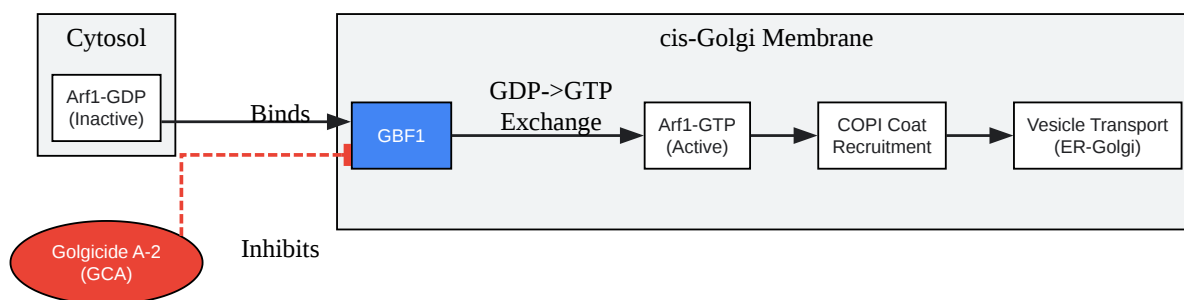 Cytosol
cis-Golgi Membrane
Arf1-GDP
(Inactive)
Binds
GBF1
GDP->GTP
Exchange
Arf1-GTP
(Active)
COPI Coat
Recruitment
Vesicle Transport
(ER-Golgi)
Golgicide A-2
(GCA)
Inhibits